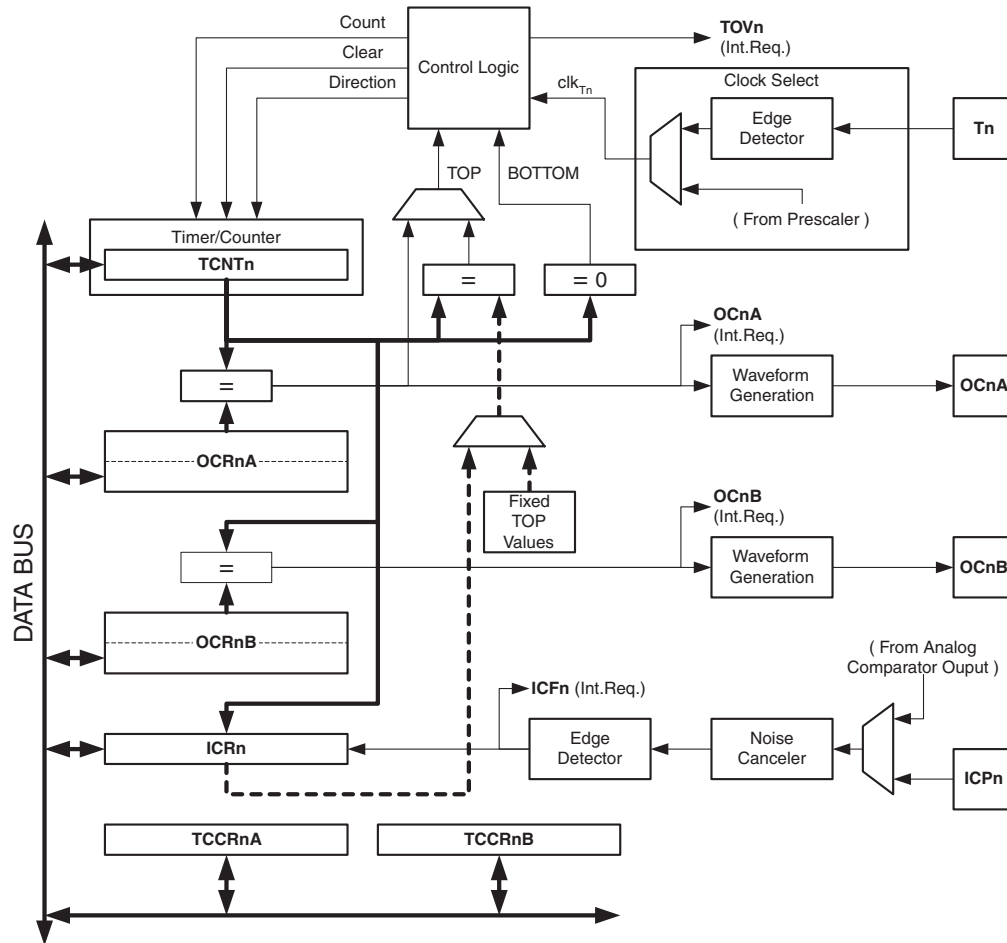 Count
Clear
Direction
Control Logic
TOVn
(Int.Req.)
clkTn
Clock Select
Edge
Detector
Tn
( From Prescaler )
TOP
BOTTOM
Timer/Counter
TCNTn
=
= 0
OCnA
(Int.Req.)
=
Waveform
Generation
OCnA
OCRnA
Fixed
TOP
Values
OCnB
(Int.Req.)
=
Waveform
Generation
OCnB
DATA BUS
OCRnB
( From Analog
Comparator Ouput )
ICFn (Int.Req.)
ICRn
Edge
Detector
Noise
Canceler
ICPn
TCCRnA
TCCRnB